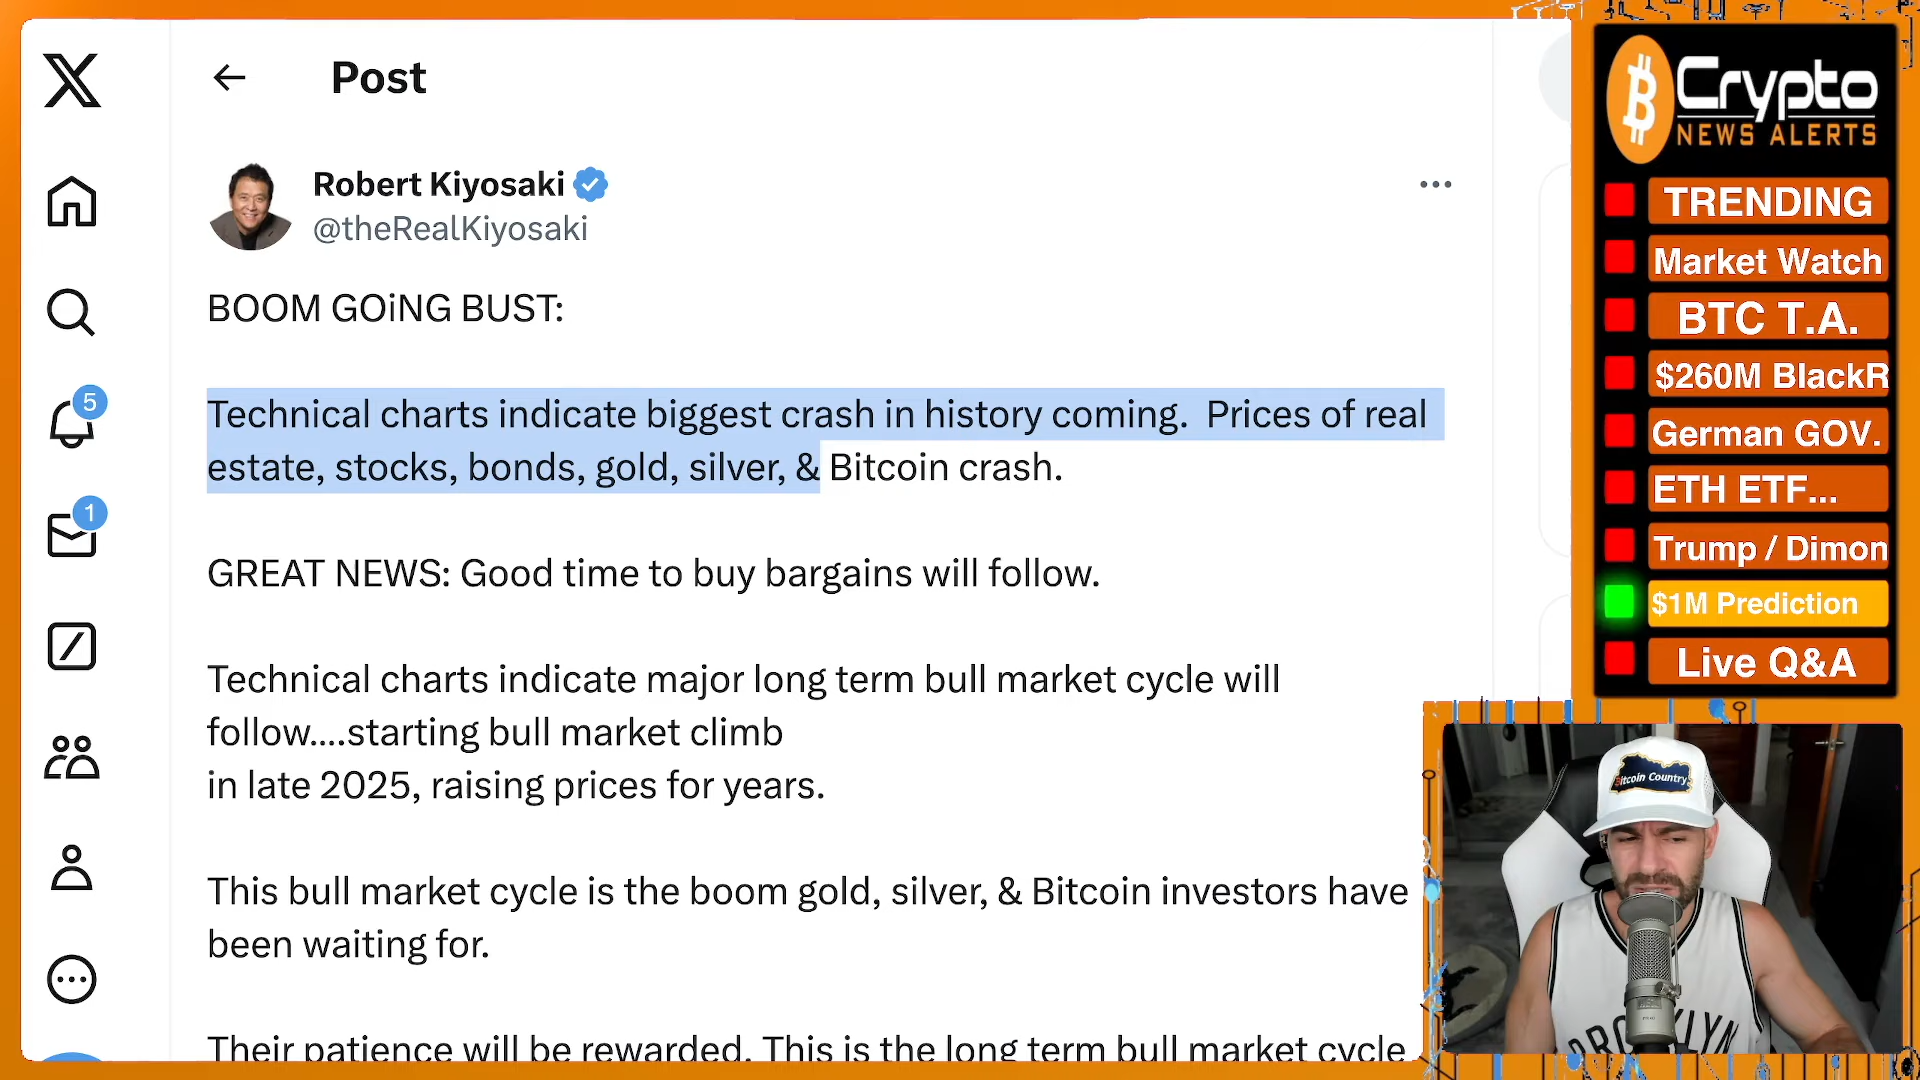 Post
Robert Kiyosaki
@theRealKiyosaki
BOOM GOiNG BUST:
Technical charts indicate biggest crash in history coming.  Prices of real
estate, stocks, bonds, gold, silver, & Bitcoin crash.
GREAT NEWS: Good time to buy bargains will follow.
Technical charts indicate major long term bull market cycle will
follow....starting bull market climb
in late 2025, raising prices for years.
This bull market cycle is the boom gold, silver, & Bitcoin investors have
been waiting for.
Their patience will be rewarded. This is the long term bull market cycle
5
1
Crypto
NEWS ALERTS
TRENDING
Market Watch
BTC T.A.
$260M BlackR
German GOV.
ETH ETF...
Trump / Dimon
$1M Prediction
Live Q&A
Bitcoin Country
BROOKLYN